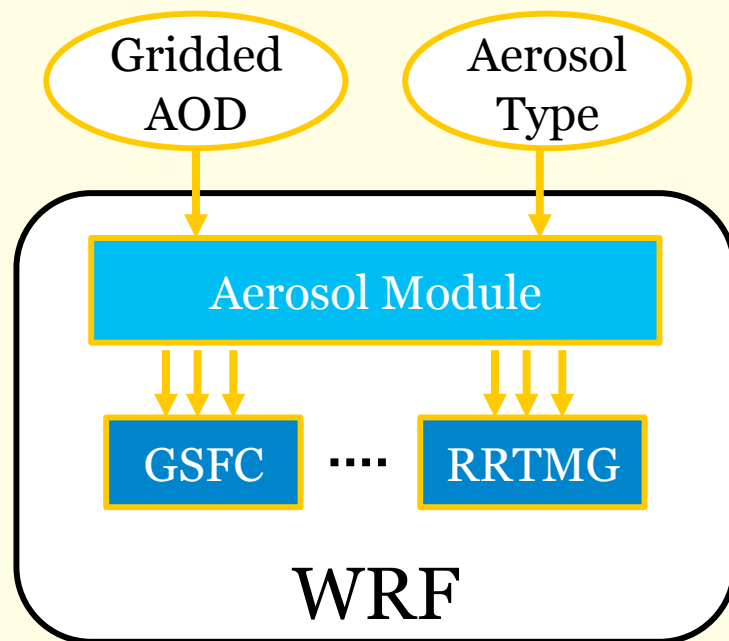 Gridded
AOD
Aerosol
Type
Aerosol Module
GSFC
....
RRTMG
WRF